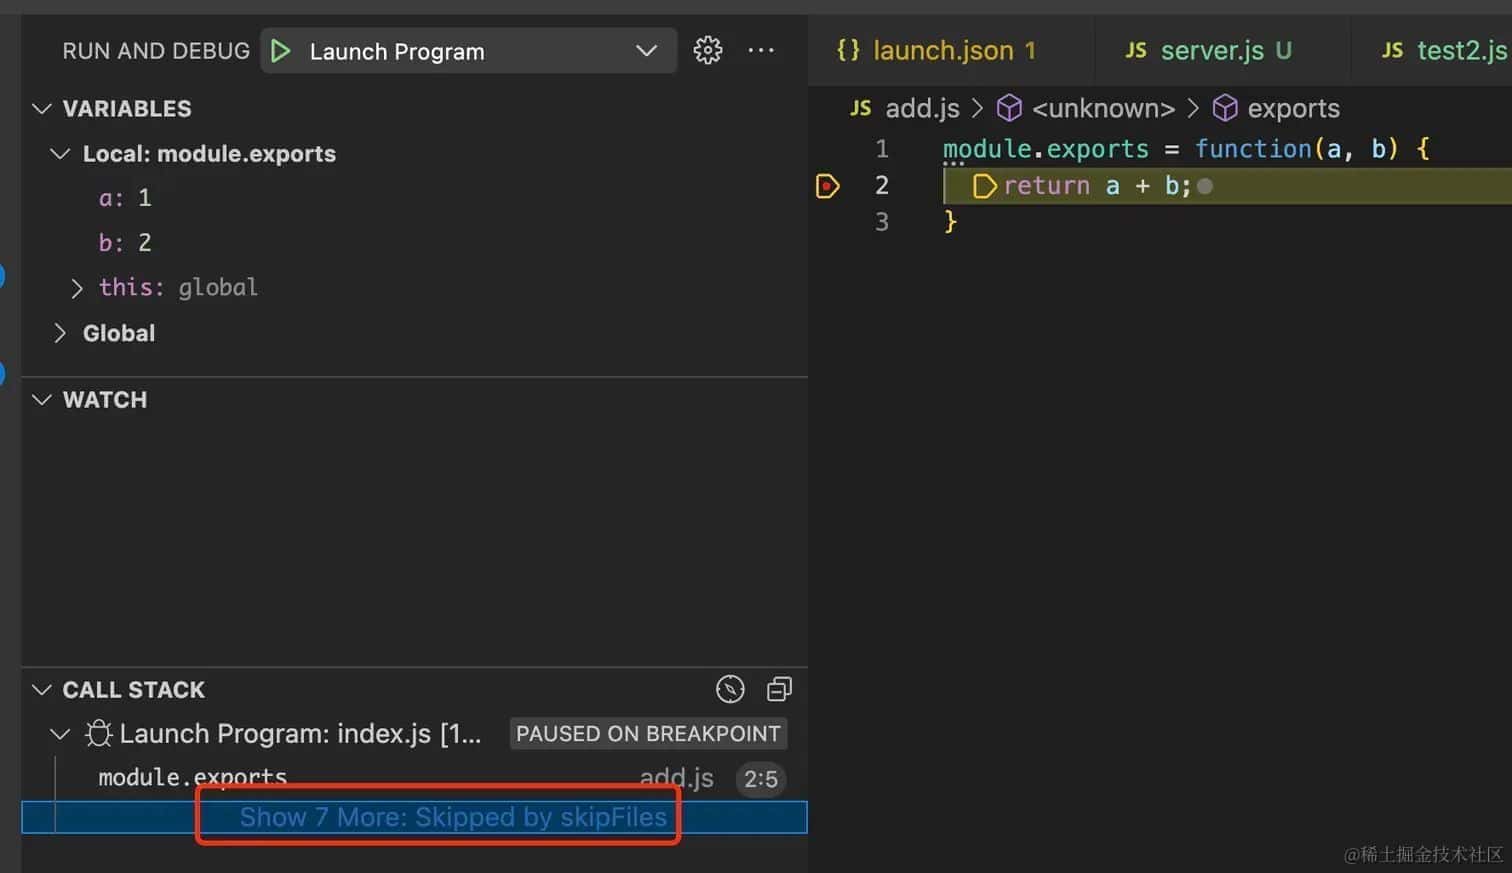 RUN AND DEBUG Launch Program
VARIABLES
Local: module.exports
a: 1
b: 2
this: global
Global
WATCH
CALL STACK
Launch Program: index.js [1... PAUSED ON BREAKPOINT
module.exports add.js 2:5
Show 7 More: Skipped by skipFiles
{} launch.json 1 JS server.js U JS test2.js
JS add.js > <unknown> > exports
1 module.exports = function(a, b) {
2 return a + b;
3 }
@稀土掘金技术社区